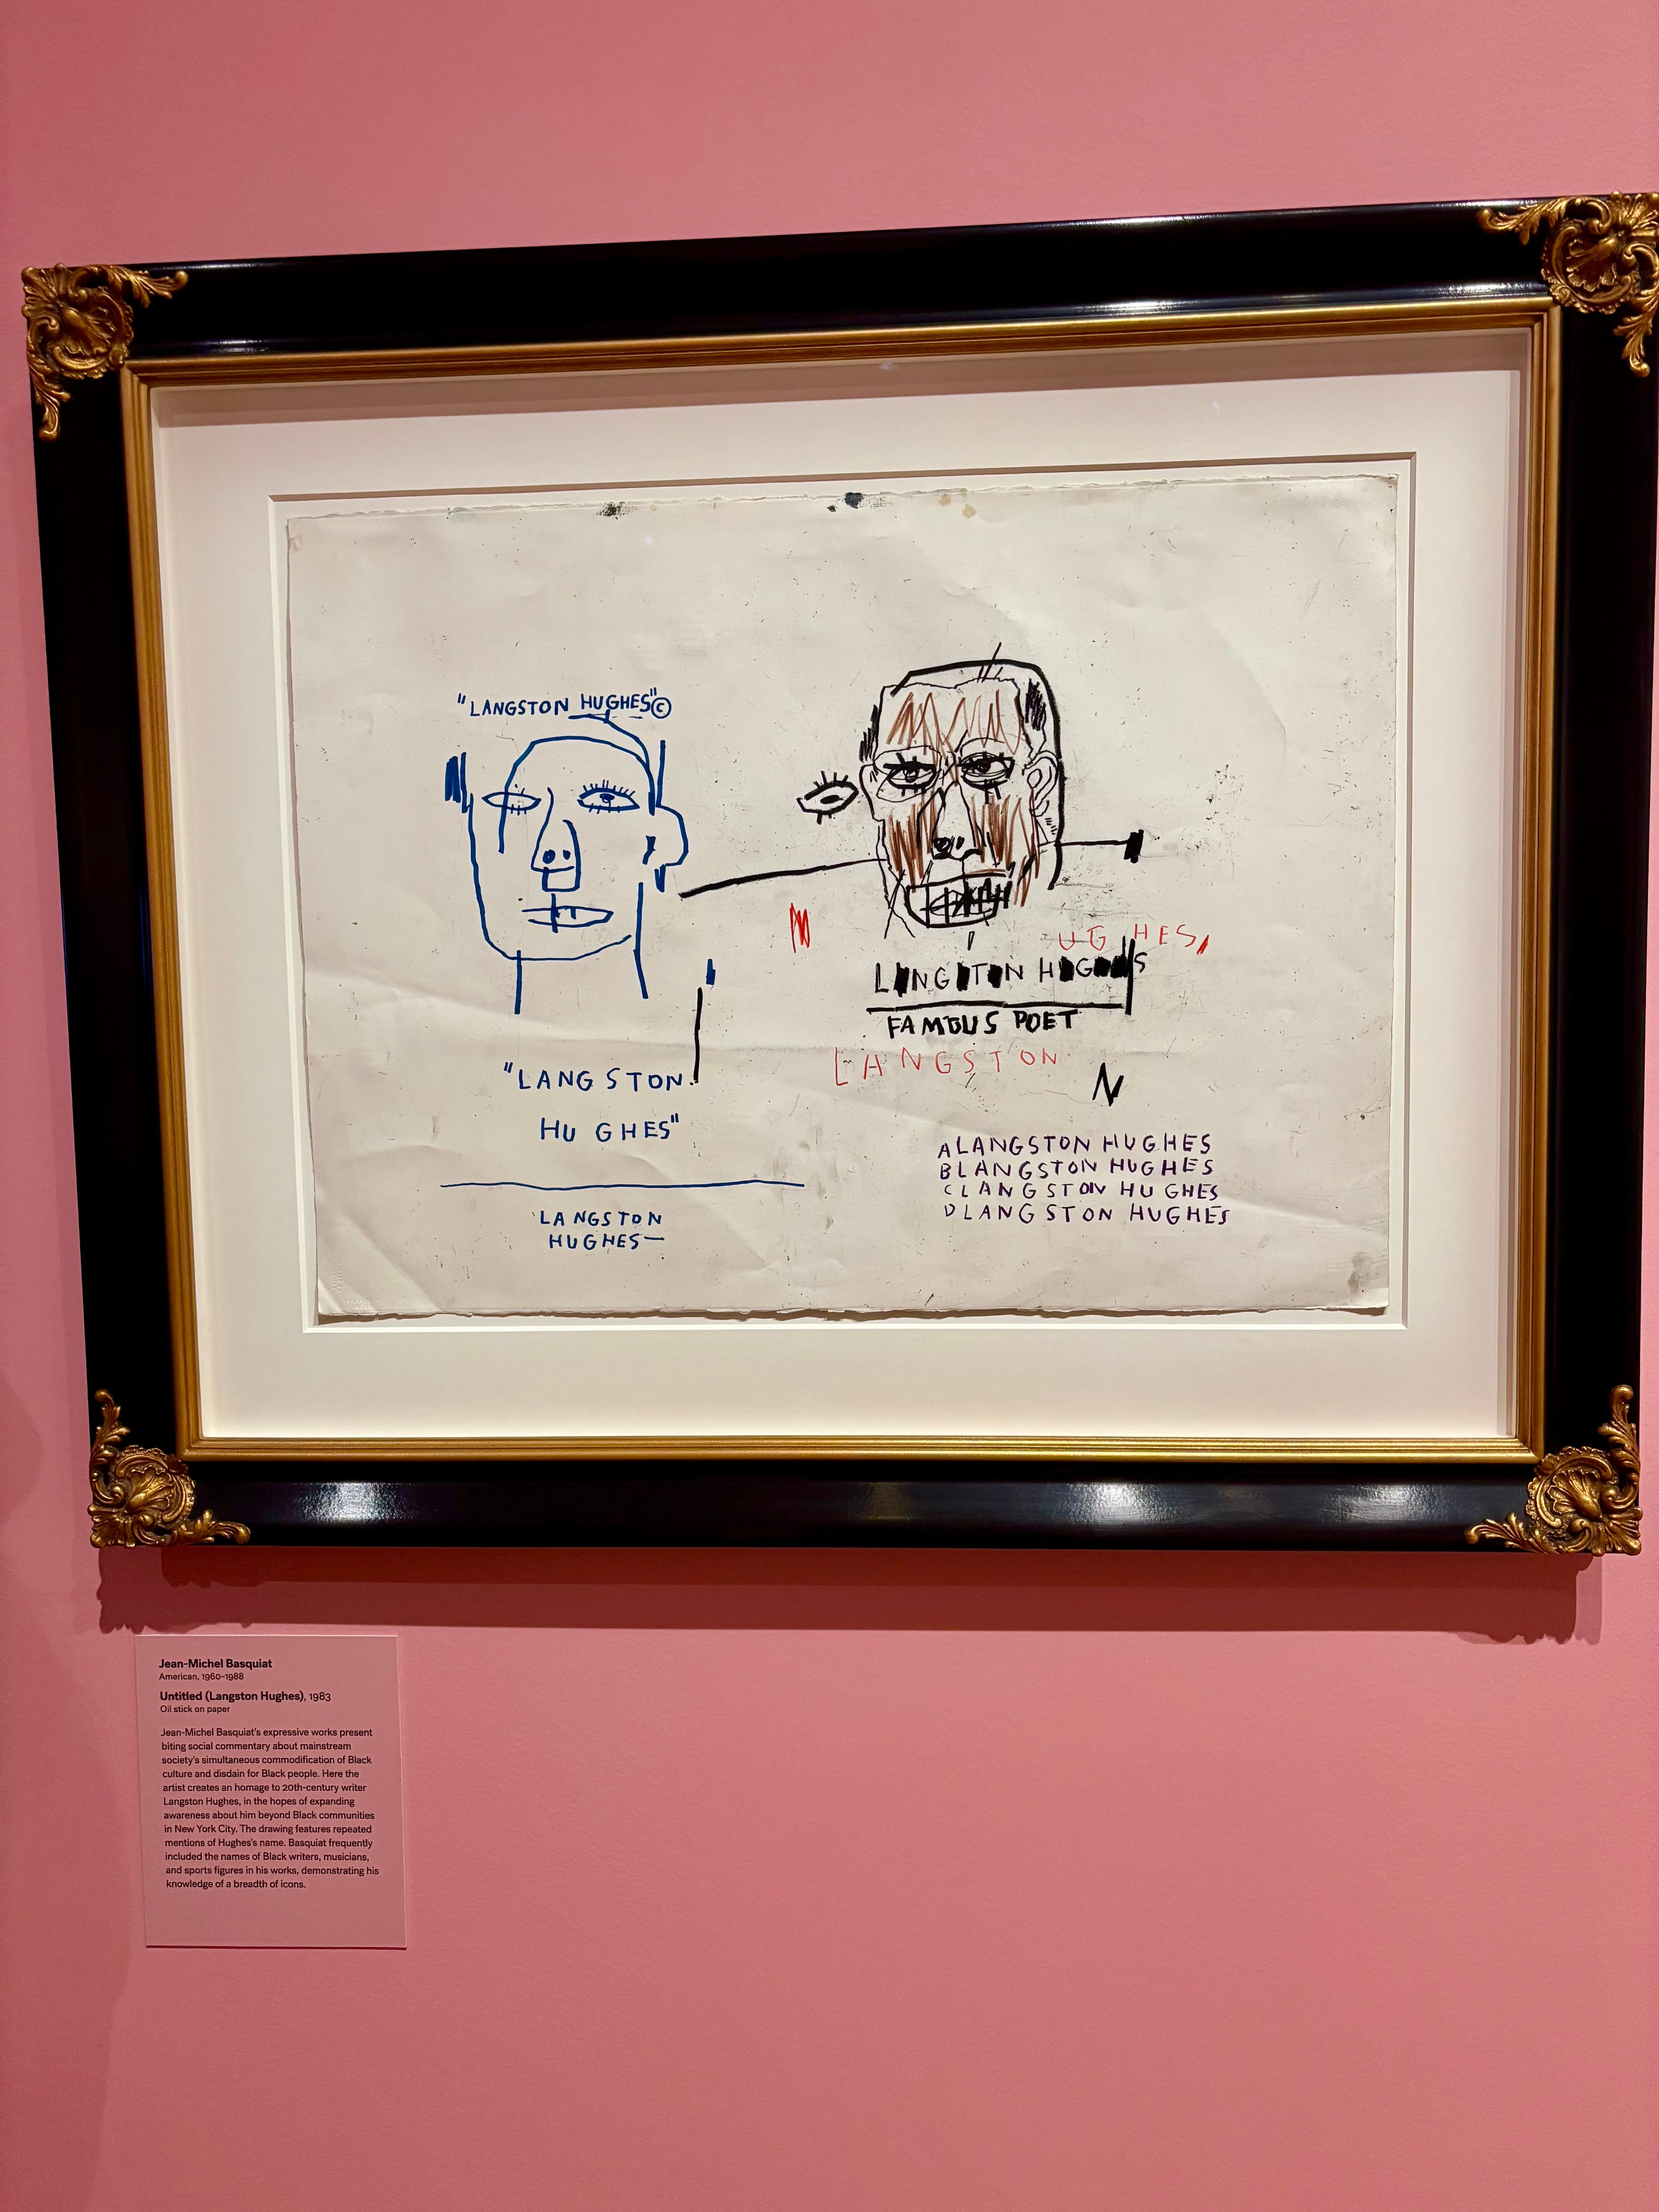 "LANGSTON HUGHES"©
"LANGSTON
HUGHES"
LANGSTON
HUGHES—
UGHES,
FAMOUS POET
LANGSTON
N
ALANGSTON HUGHES
BLANGSTON HUGHES
CLANGSTON HUGHES
DLANGSTON HUGHES
Jean-Michel Basquiat
American, 1960–1988
Untitled (Langston Hughes), 1983
Oil stick on paper
Jean-Michel Basquiat's expressive works present
biting social commentary about mainstream
society's simultaneous commodification of Black
culture and disdain for Black people. Here the
artist creates an homage to 20th-century writer
Langston Hughes, in the hopes of expanding
awareness about him beyond Black communities
in New York City. The drawing features repeated
mentions of Hughes's name. Basquiat frequently
included the names of Black writers, musicians,
and sports figures in his works, demonstrating his
knowledge of a breadth of icons.